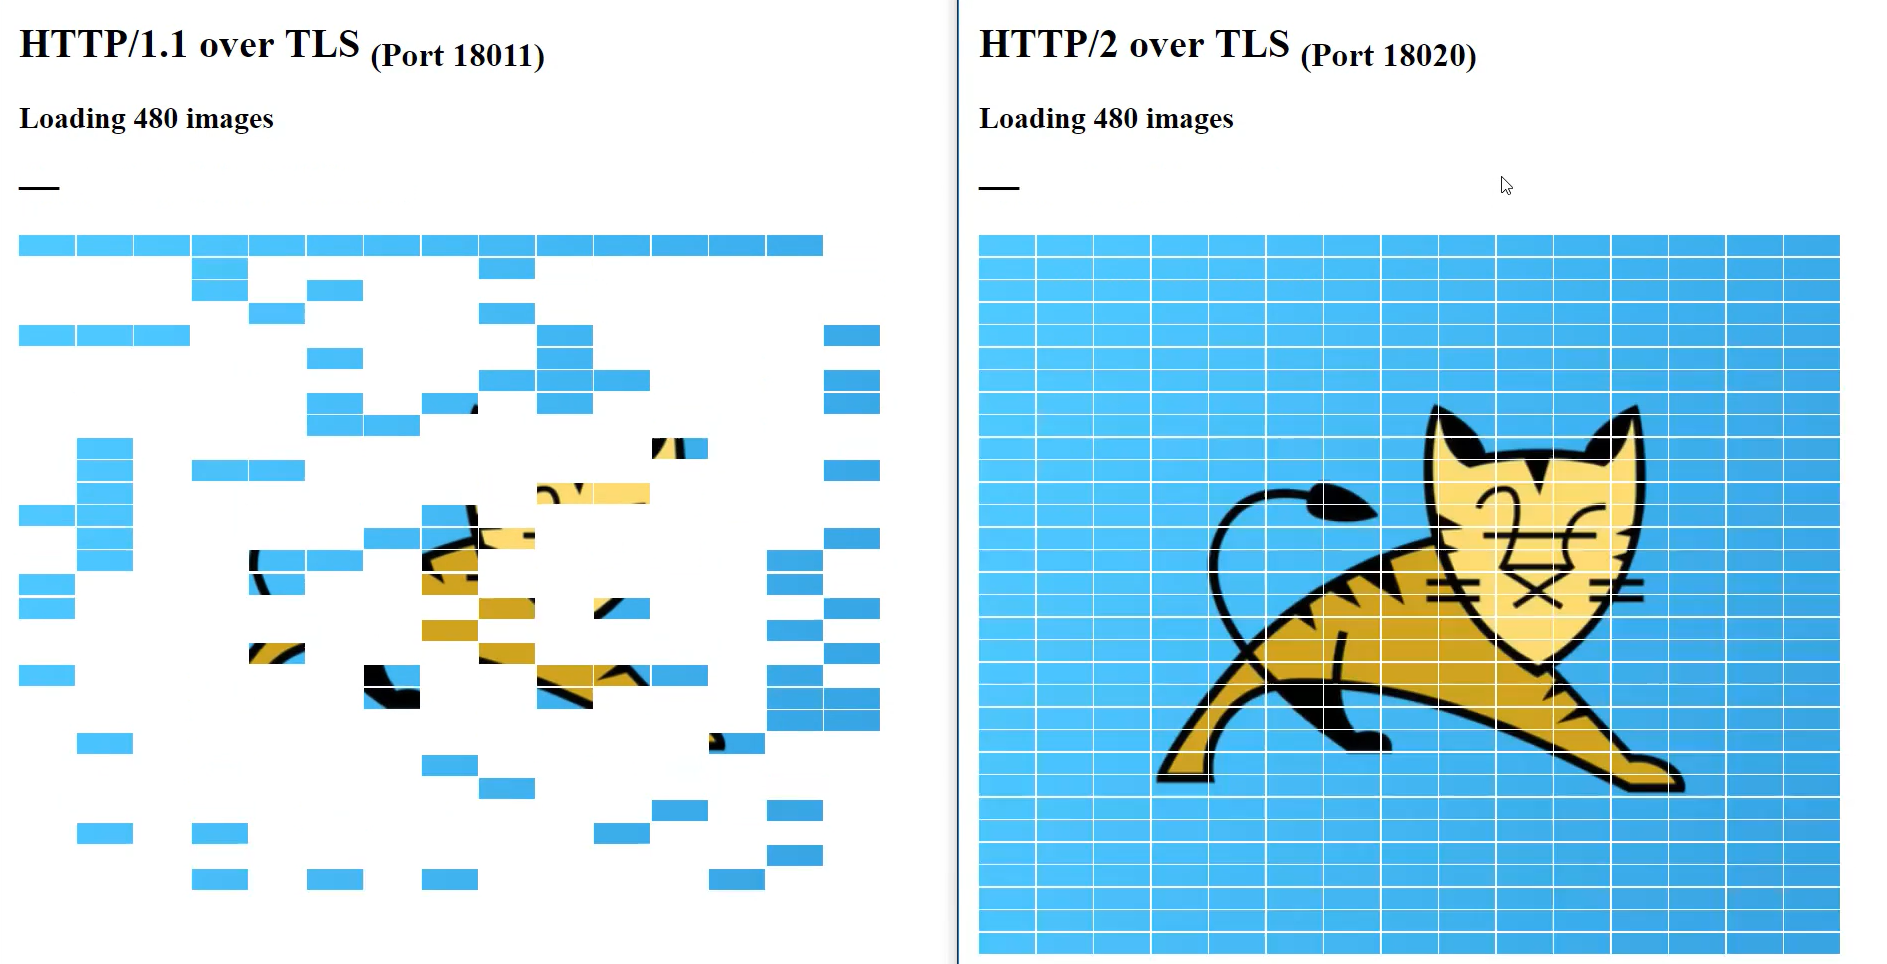 HTTP/1.1 over TLS (Port 18011)
Loading 480 images
HTTP/2 over TLS (Port 18020)
Loading 480 images